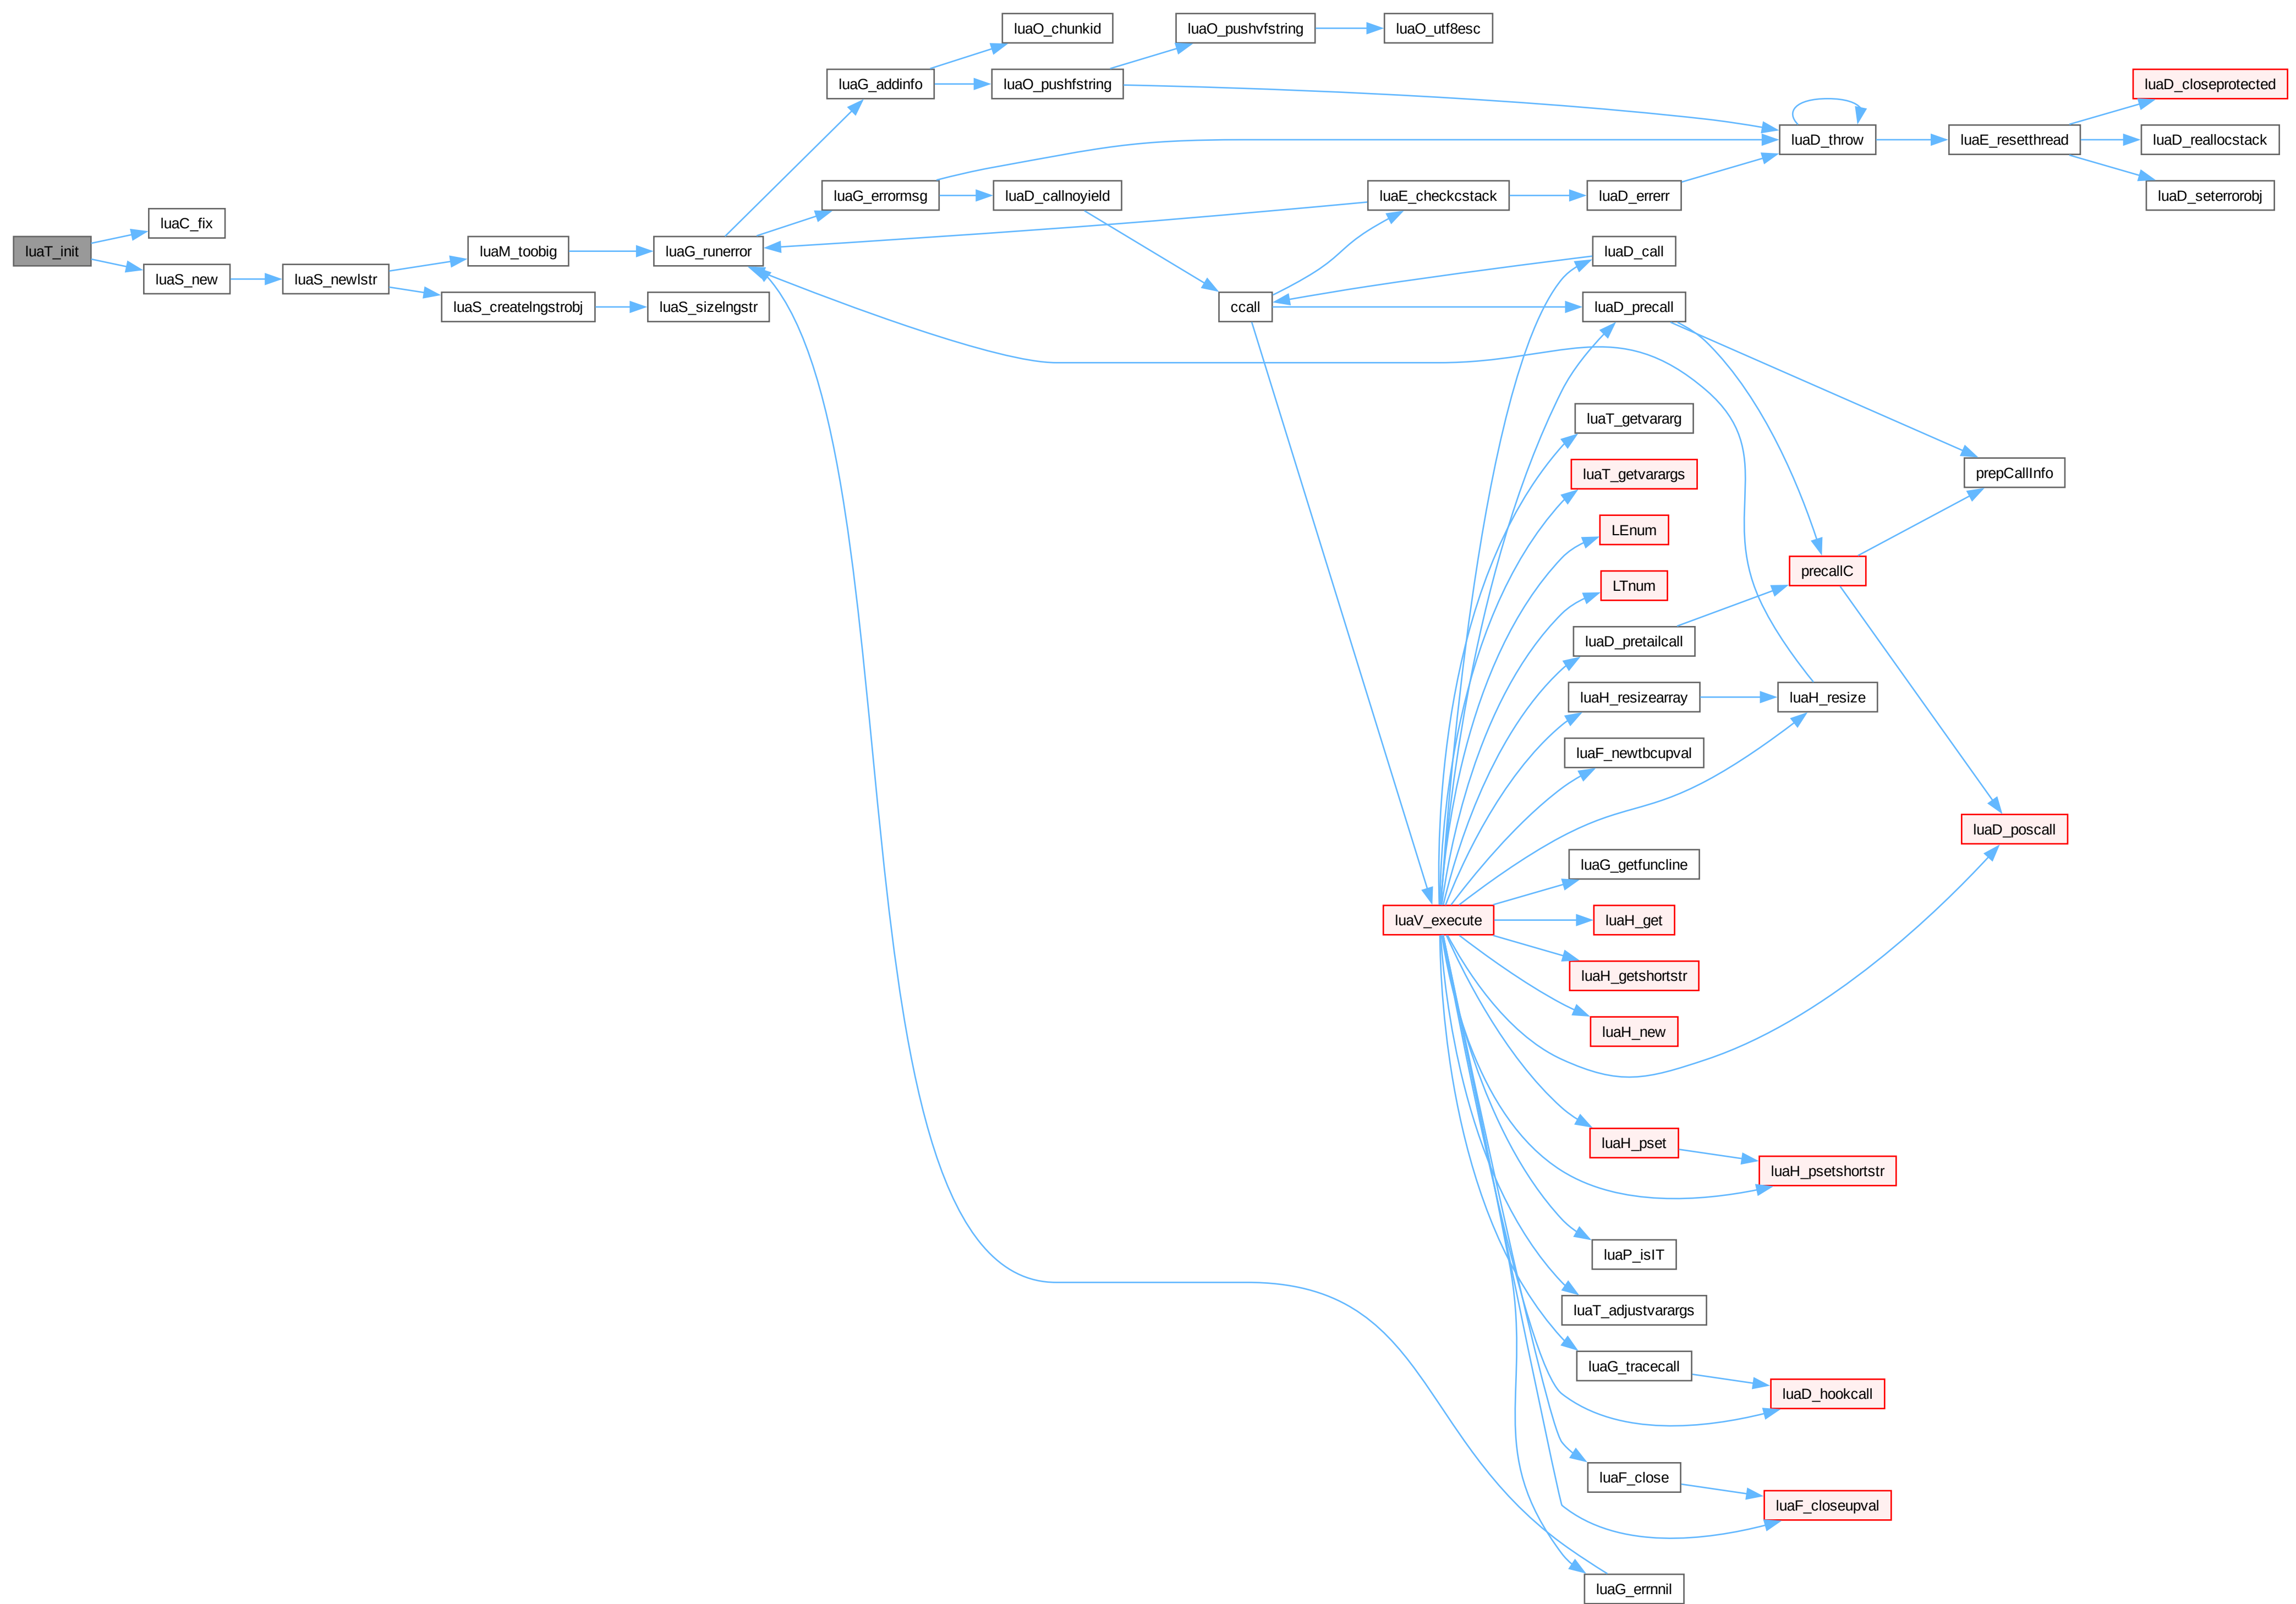 luaT_init
luaC_fix
luaS_new
luaS_newlstr
luaM_toobig
luaS_createlngstrobj
luaG_runerror
luaS_sizelngstr
luaG_addinfo
luaG_errormsg
luaO_chunkid
luaO_pushfstring
luaD_callnoyield
luaO_pushvfstring
ccall
luaO_utf8esc
luaE_checkcstack
luaV_execute
luaD_errerr
luaD_call
luaD_precall
luaT_getvararg
luaT_getvarargs
LEnum
LTnum
luaD_pretailcall
luaH_resizearray
luaF_newtbcupval
luaG_getfuncline
luaH_get
luaH_getshortstr
luaH_new
luaH_pset
luaP_isIT
luaT_adjustvarargs
luaG_tracecall
luaF_close
luaG_errnnil
luaD_throw
precallC
luaH_resize
luaH_psetshortstr
luaD_hookcall
luaF_closeupval
luaE_resetthread
prepCallInfo
luaD_poscall
luaD_closeprotected
luaD_reallocstack
luaD_seterrorobj